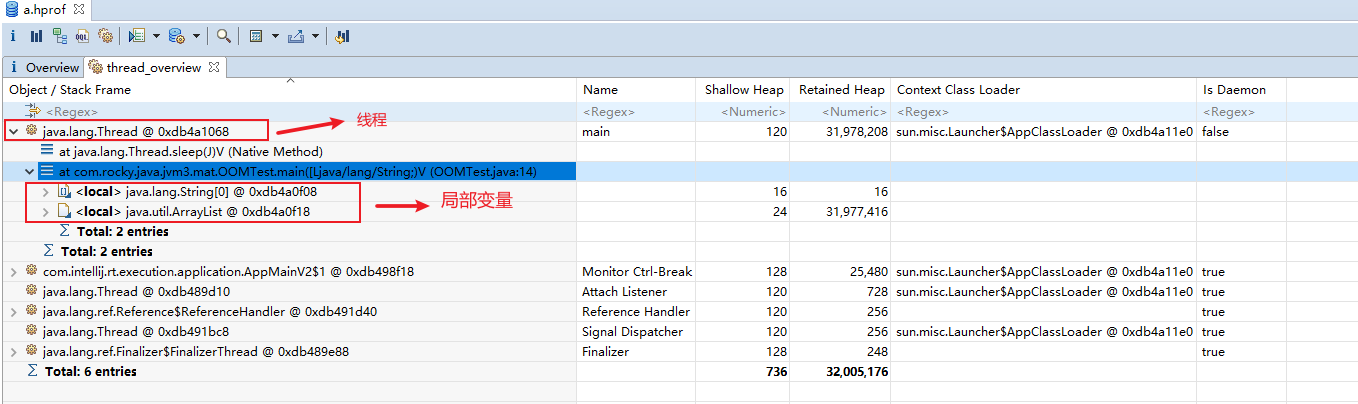 a.hprof
i OQL
i Overview thread_overview
Object / Stack Frame Name Shallow Heap Retained Heap Context Class Loader Is Daemon
<Regex> <Regex> <Numeric> <Numeric> <Regex> <Regex>
java.lang.Thread @ 0xdb4a1068 线程 main 120 31,978,208 sun.misc.Launcher$AppClassLoader @ 0xdb4a11e0 false
at java.lang.Thread.sleep(J)V (Native Method)
at com.rocky.java.jvm3.mat.OOMTest.main([Ljava/lang/String;)V (OOMTest.java:14)
<local> java.lang.String[0] @ 0xdb4a0f08 16 16
局部变量
<local> java.util.ArrayList @ 0xdb4a0f18 24 31,977,416
Σ Total: 2 entries
Σ Total: 2 entries
com.intellij.rt.execution.application.AppMainV2$1 @ 0xdb498f18 Monitor Ctrl-Break 128 25,480 sun.misc.Launcher$AppClassLoader @ 0xdb4a11e0 true
java.lang.Thread @ 0xdb489d10 Attach Listener 120 728 sun.misc.Launcher$AppClassLoader @ 0xdb4a11e0 true
java.lang.ref.Reference$ReferenceHandler @ 0xdb491d40 Reference Handler 120 256 true
java.lang.Thread @ 0xdb491bc8 Signal Dispatcher 120 256 sun.misc.Launcher$AppClassLoader @ 0xdb4a11e0 true
java.lang.ref.Finalizer$FinalizerThread @ 0xdb489e88 Finalizer 128 248 true
Σ Total: 6 entries 736 32,005,176